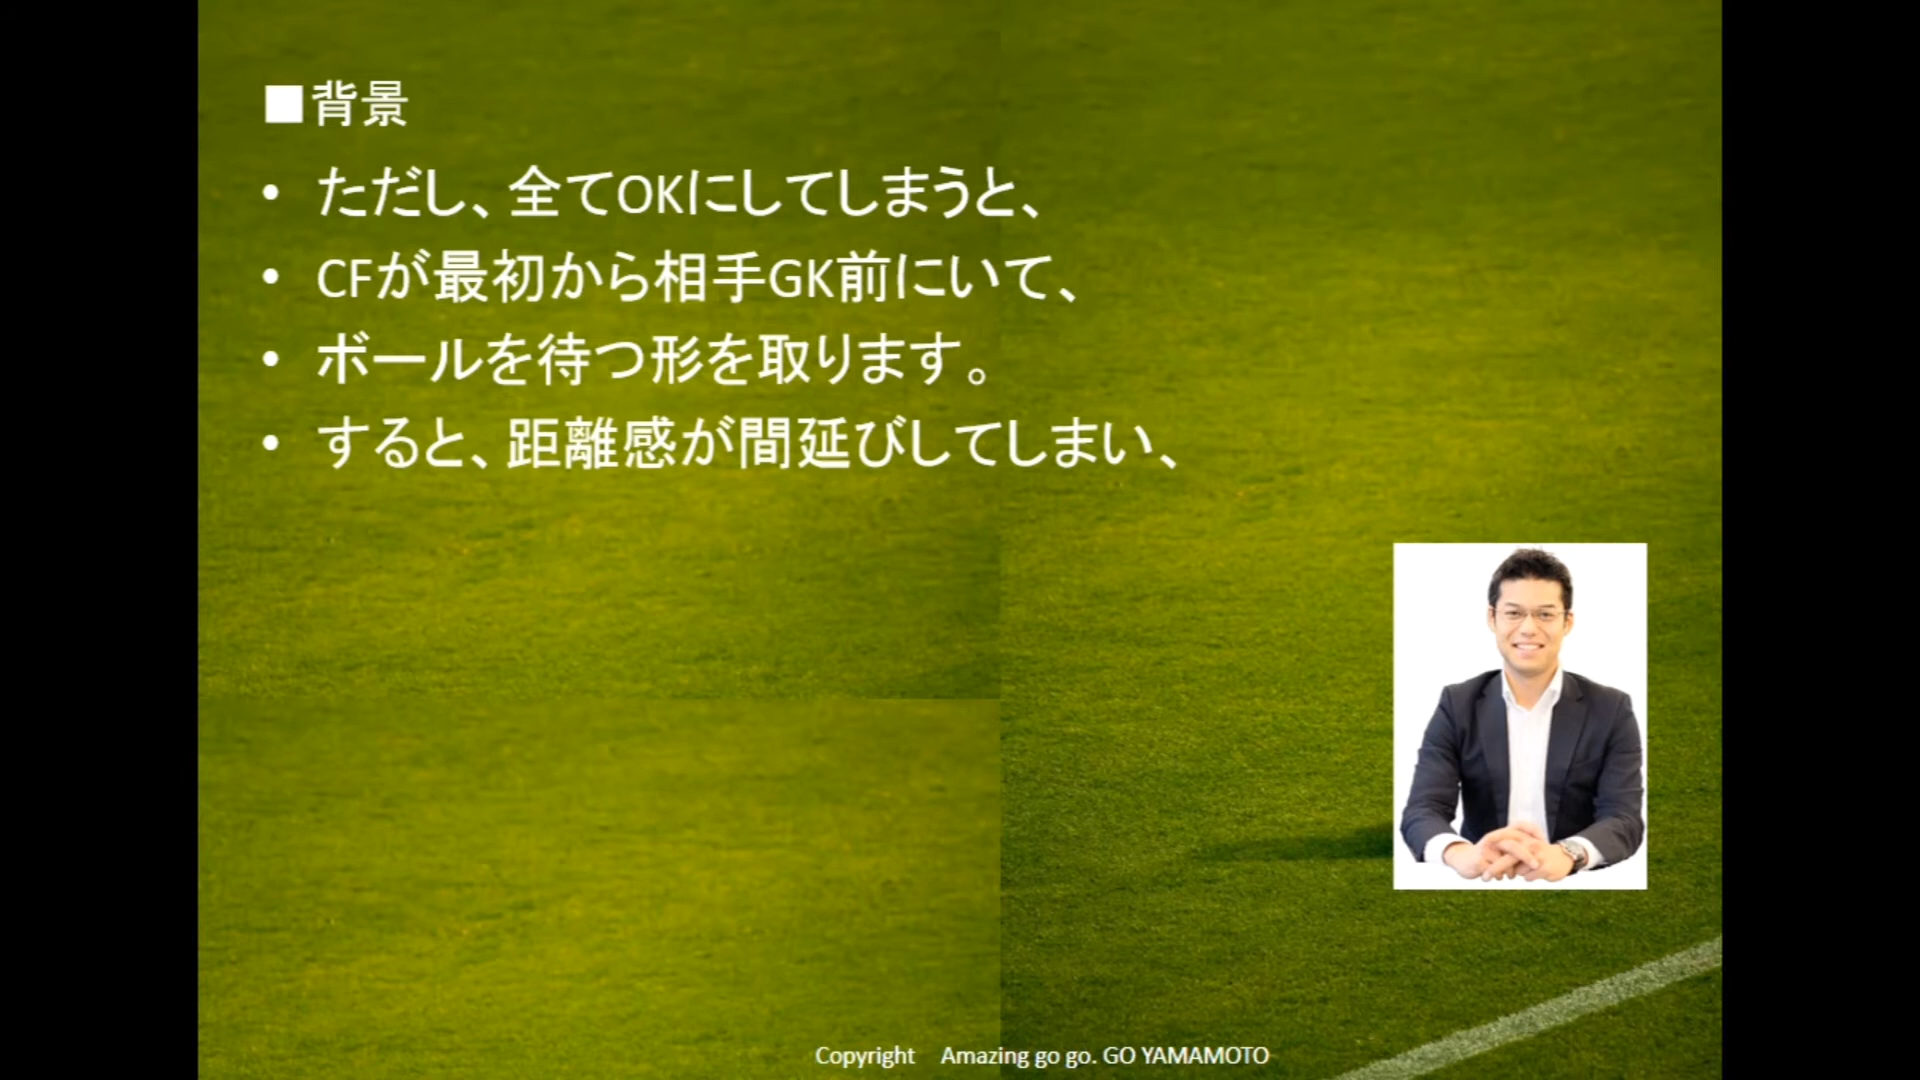 ■背景
• ただし、全てOKにしてしまうと、
• CFが最初から相手GK前にいて、
• ボールを待つ形を取ります。
• すると、距離感が間延びしてしまい、
Copyright　Amazing go go. GO YAMAMOTO